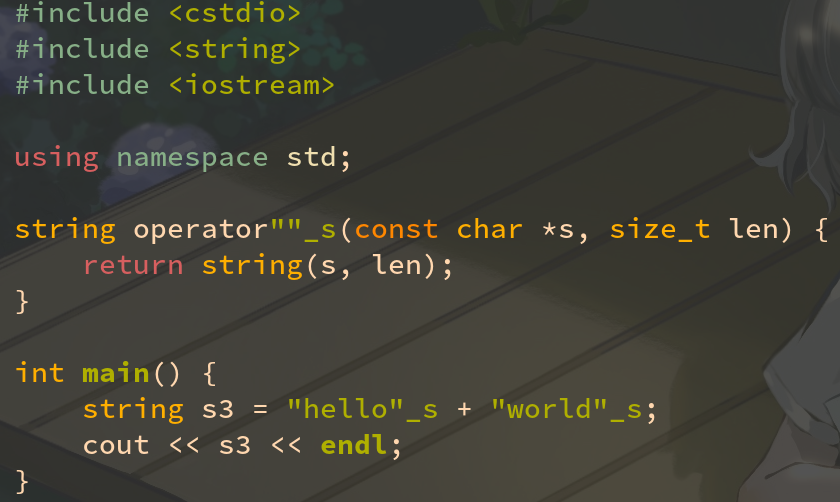 #include <cstdio>
#include <string>
#include <iostream>

using namespace std;

string operator""_s(const char *s, size_t len) {
    return string(s, len);
}

int main() {
    string s3 = "hello"_s + "world"_s;
    cout << s3 << endl;
}